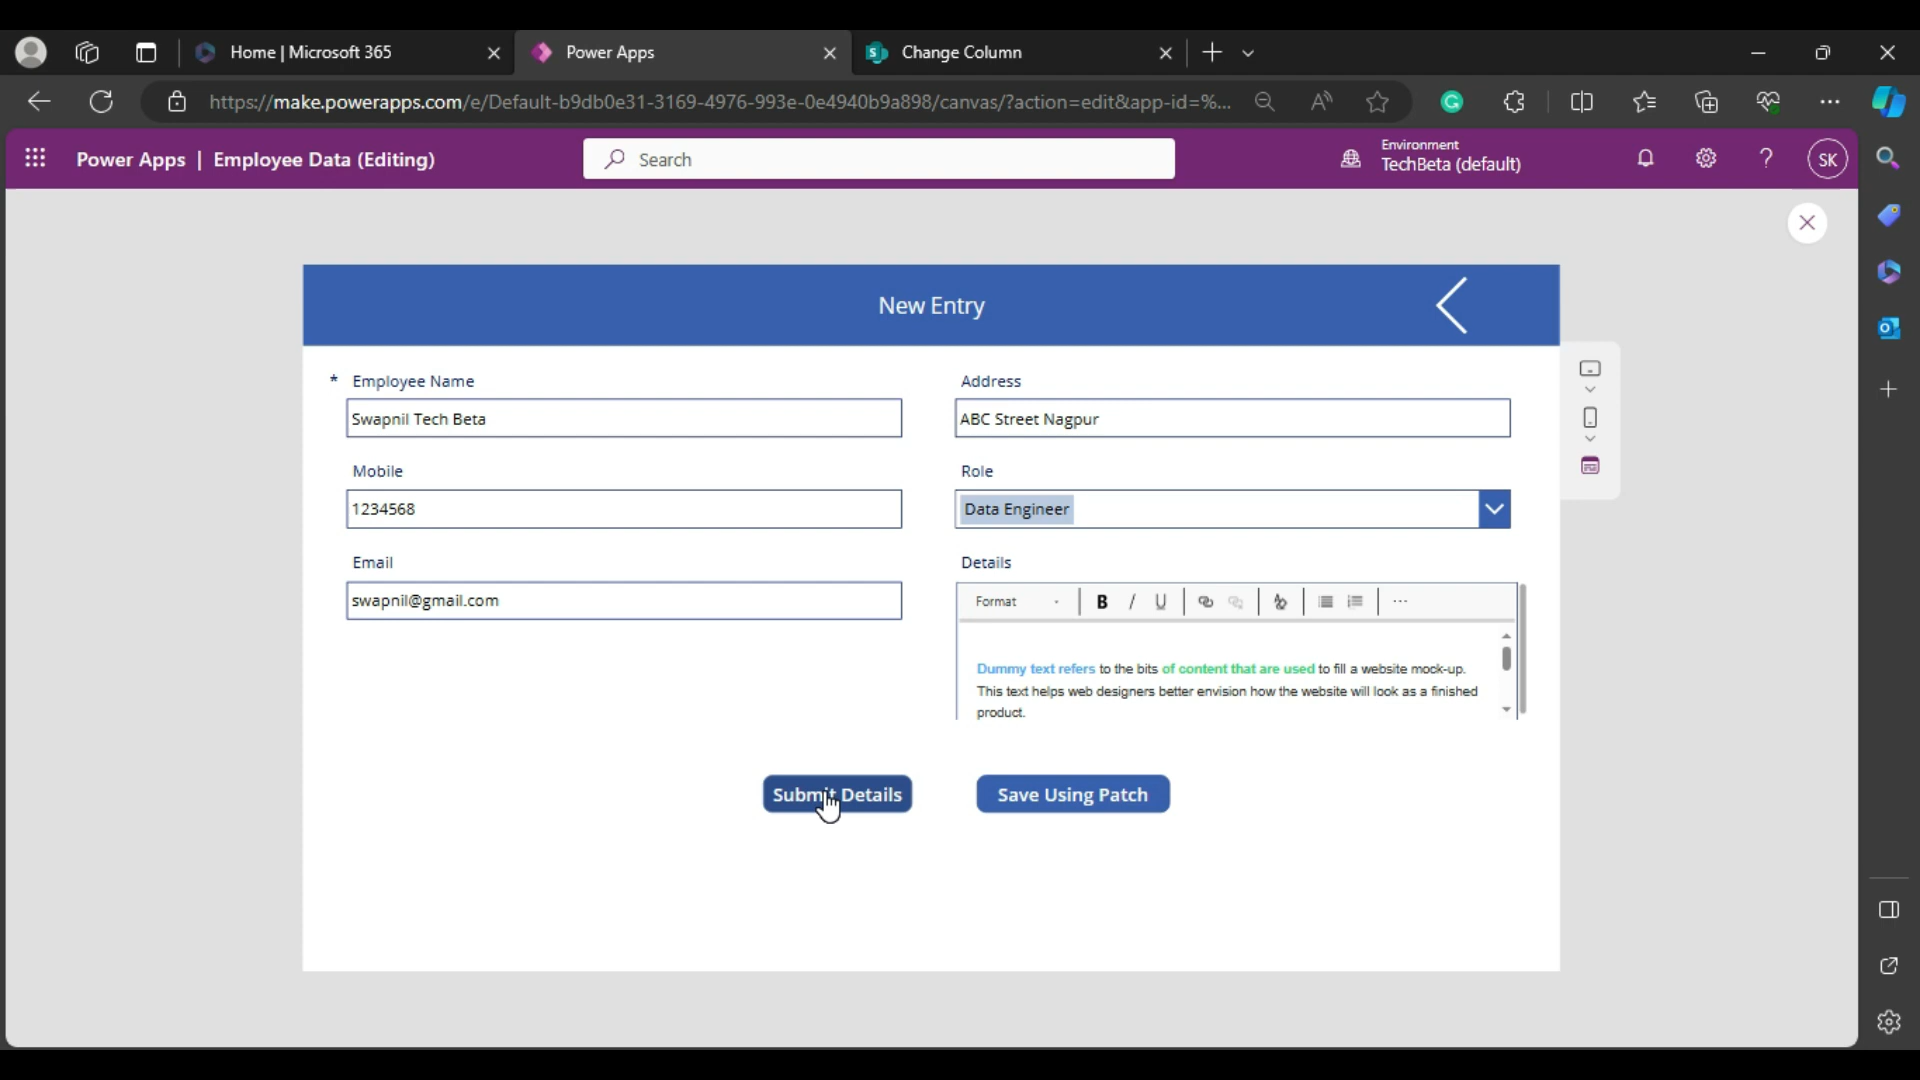 Home | Microsoft 365
Power Apps
Change Column
https://make.powerapps.com/e/Default-b9db0e31-3169-4976-993e-0e4940b9a898/canvas/?action=edit&app-id=%...
Power Apps | Employee Data (Editing)
Search
Environment
TechBeta (default)
SK
New Entry
* Employee Name
Swapnil Tech Beta
Address
ABC Street Nagpur
Mobile
1234568
Role
Data Engineer
Email
swapnil@gmail.com
Details
Format
B I U
Dummy text refers to the bits of content that are used to fill a website mock-up.
This text helps web designers better envision how the website will look as a finished
product.
Submit Details
Save Using Patch